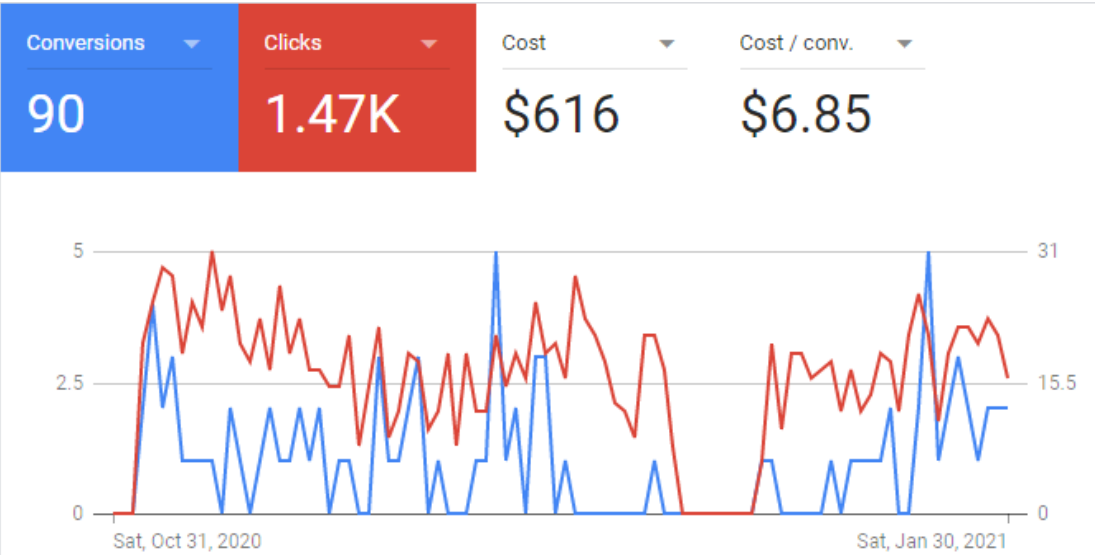 Conversions Clicks Cost Cost / conv.
90 1.47K $616 $6.85
5 31
2.5 15.5
0 0
Sat, Oct 31, 2020 Sat, Jan 30, 2021